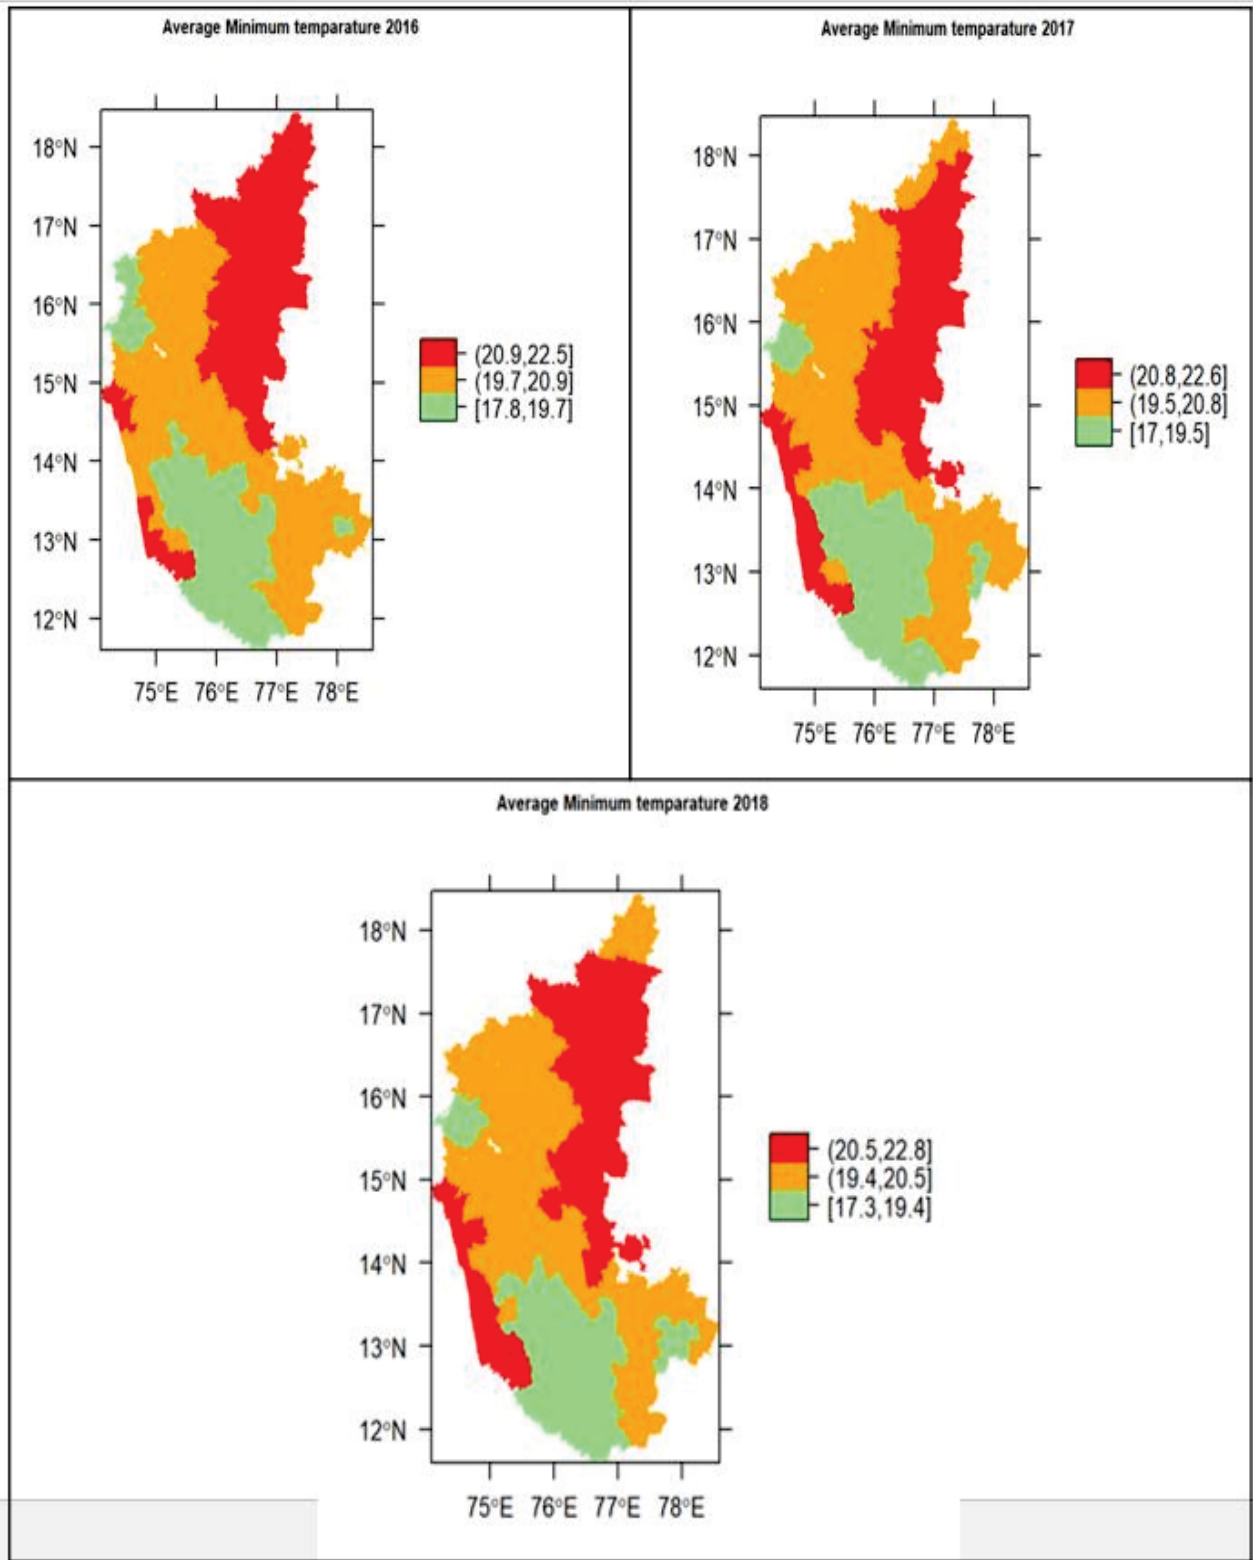 Average Minimum temparature 2016
18°N
17°N
16°N
15°N
14°N
13°N
12°N
75°E 76°E 77°E 78°E
(20.9,22.5]
(19.7,20.9]
[17.8,19.7]
Average Minimum temparature 2017
18°N
17°N
16°N
15°N
14°N
13°N
12°N
75°E 76°E 77°E 78°E
(20.8,22.6]
(19.5,20.8]
[17,19.5]
Average Minimum temparature 2018
18°N
17°N
16°N
15°N
14°N
13°N
12°N
75°E 76°E 77°E 78°E
(20.5,22.8]
(19.4,20.5]
[17.3,19.4]